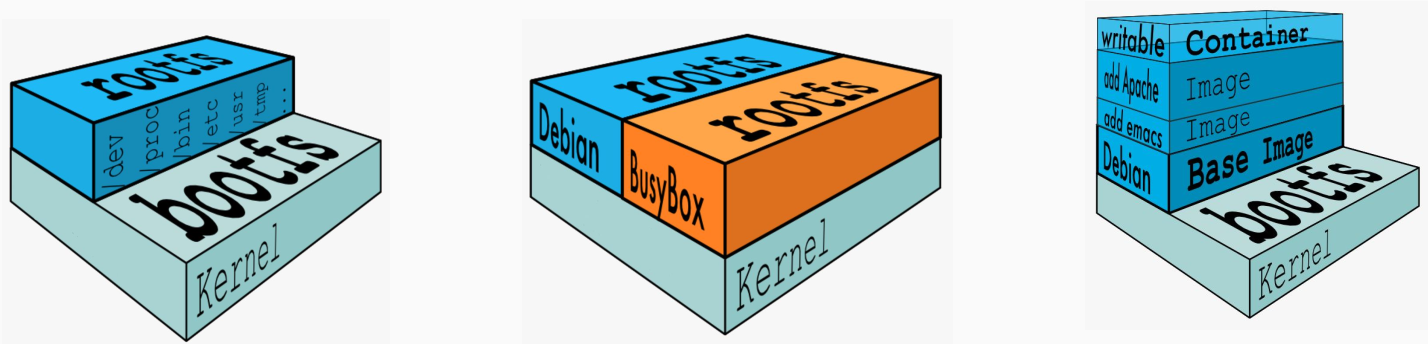 rootfs
/dev
/proc
/bin
/etc
/usr
/tmp
...
bootfs
Kernel
rootfs
rootfs
Debian
BusyBox
Kernel
writable
Container
add Apache
Image
add emacs
Image
Debian
Base Image
bootfs
Kernel